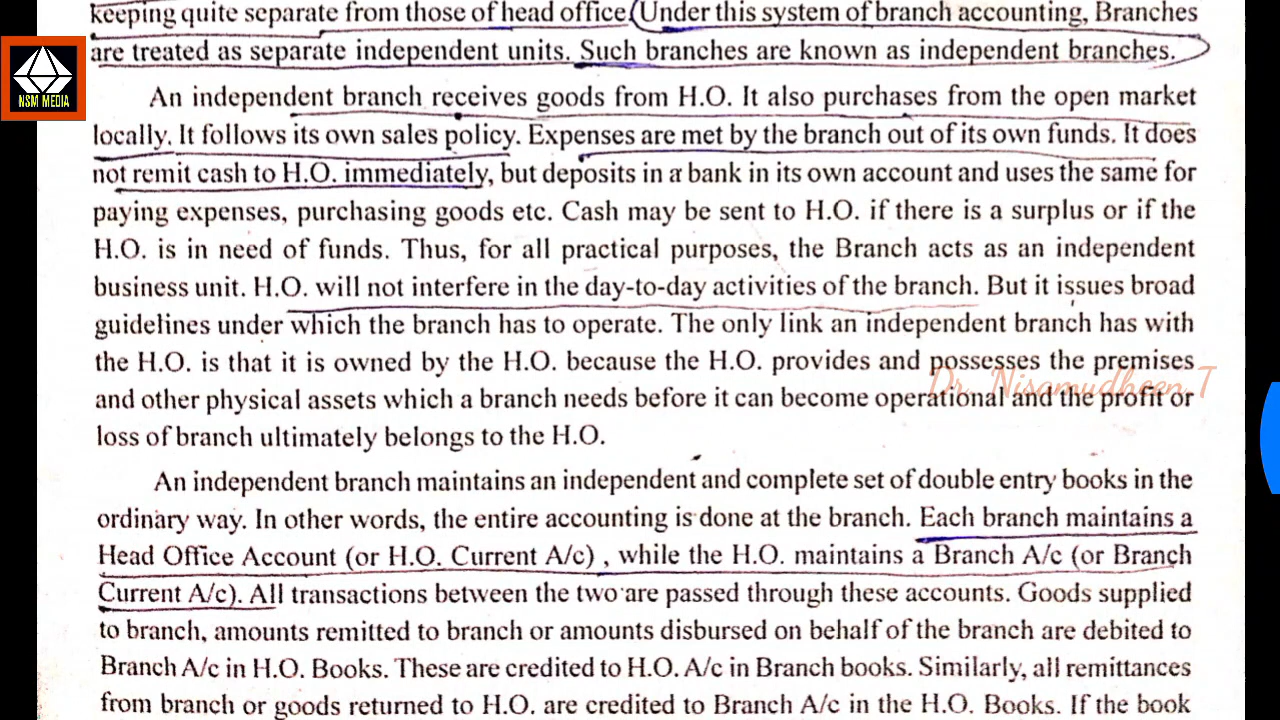 keeping quite separate from those of head office. Under this system of branch accounting, Branches
are treated as separate independent units. Such branches are known as independent branches.
NSM MEDIA
An independent branch receives goods from H.O. It also purchases from the open market
locally. It follows its own sales policy. Expenses are met by the branch out of its own funds. It does
not remit cash to H.O. immediately, but deposits in a bank in its own account and uses the same for
paying expenses, purchasing goods etc. Cash may be sent to H.O. if there is a surplus or if the
H.O. is in need of funds. Thus, for all practical purposes, the Branch acts as an independent
business unit. H.O. will not interfere in the day-to-day activities of the branch. But it issues broad
guidelines under which the branch has to operate. The only link an independent branch has with
the H.O. is that it is owned by the H.O. because the H.O. provides and possesses the premises
Dr. Nisamudheen T
and other physical assets which a branch needs before it can become operational and the profit or
loss of branch ultimately belongs to the H.O.
An independent branch maintains an independent and complete set of double entry books in the
ordinary way. In other words, the entire accounting is done at the branch. Each branch maintains a
Head Office Account (or H.O. Current A/c) , while the H.O. maintains a Branch A/c (or Branch
Current A/c). All transactions between the two are passed through these accounts. Goods supplied
to branch, amounts remitted to branch or amounts disbursed on behalf of the branch are debited to
Branch A/c in H.O. Books. These are credited to H.O. A/c in Branch books. Similarly, all remittances
from branch or goods returned to H.O. are credited to Branch A/c in the H.O. Books. If the book